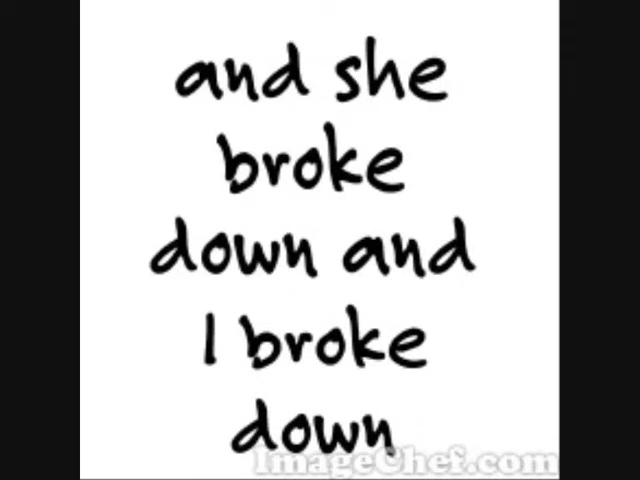 and she
broke
down and
I broke
down
ImageChef.com